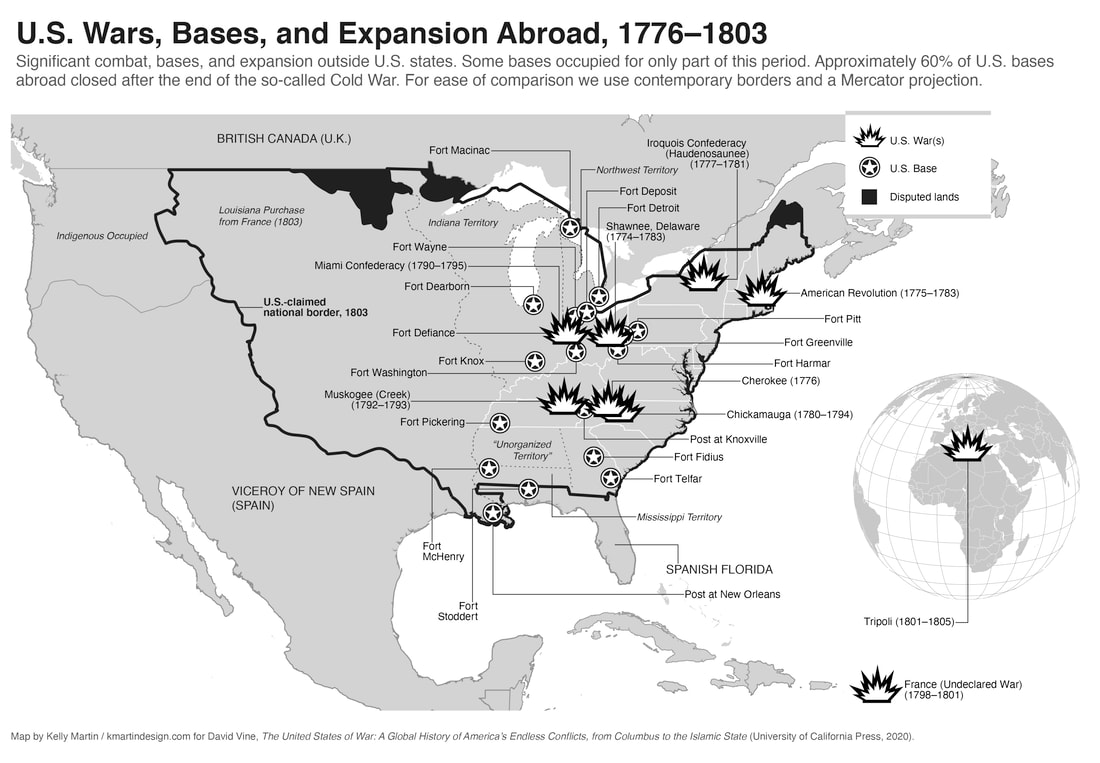 U.S. Wars, Bases, and Expansion Abroad, 1776–1803
Significant combat, bases, and expansion outside U.S. states. Some bases occupied for only part of this period. Approximately 60% of U.S. bases
abroad closed after the end of the so-called Cold War. For ease of comparison we use contemporary borders and a Mercator projection.
BRITISH CANADA (U.K.)
Fort Macinac
Iroquois Confederacy
(Haudenosaunee)
(1777–1781)
U.S. War(s)
U.S. Base
Disputed lands
Northwest Territory
Fort Deposit
Fort Detroit
Shawnee, Delaware
(1774–1783)
Louisiana Purchase
from France (1803)
Indiana Territory
Indigenous Occupied
Fort Wayne
Miami Confederacy (1790–1795)
Fort Dearborn
U.S.-claimed
national border, 1803
American Revolution (1775–1783)
Fort Pitt
Fort Defiance
Fort Greenville
Fort Knox
Fort Harmar
Fort Washington
Cherokee (1776)
Muskogee (Creek)
(1792–1793)
Chickamauga (1780–1794)
Fort Pickering
Post at Knoxville
"Unorganized
Territory"
Fort Fidius
Fort Telfar
VICEROY OF NEW SPAIN
(SPAIN)
Mississippi Territory
Fort
McHenry
SPANISH FLORIDA
Post at New Orleans
Fort
Stoddert
Tripoli (1801–1805)
France (Undeclared War)
(1798–1801)
Map by Kelly Martin / kmartindesign.com for David Vine, The United States of War: A Global History of America's Endless Conflicts, from Columbus to the Islamic State (University of California Press, 2020).